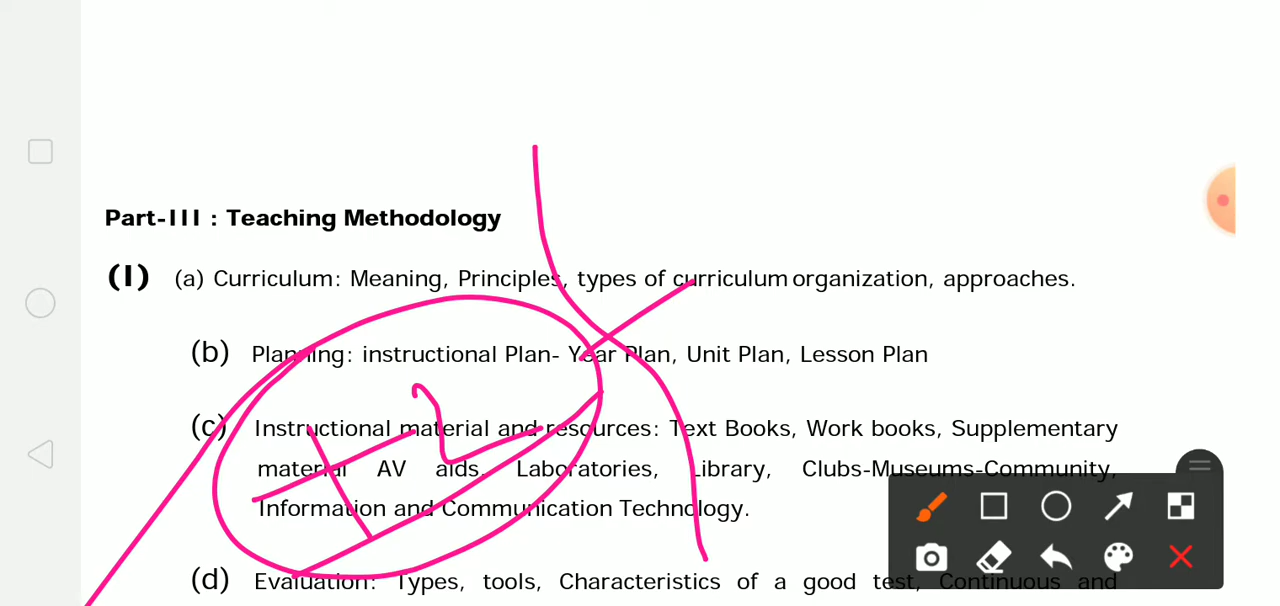 Part-III : Teaching Methodology
(I) (a) Curriculum: Meaning, Principles, types of curriculum organization, approaches.
(b) Planning: instructional Plan- Year Plan, Unit Plan, Lesson Plan
(c) Instructional material and resources: Text Books, Work books, Supplementary
material AV aids, Laboratories, Library, Clubs-Museums-Community,
Information and Communication Technology.
(d) Evaluation: Types, tools, Characteristics of a good test, Continuous and